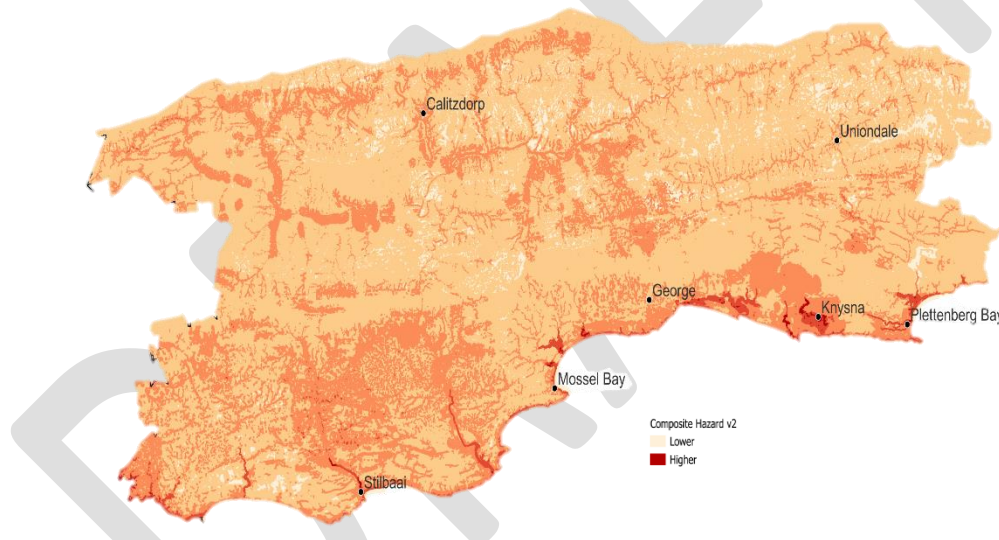 Calitzdorp
Uniondale
George
Knysna
Plettenberg Bay
Mossel Bay
Composite Hazard v2
Lower
Higher
Stilbaai